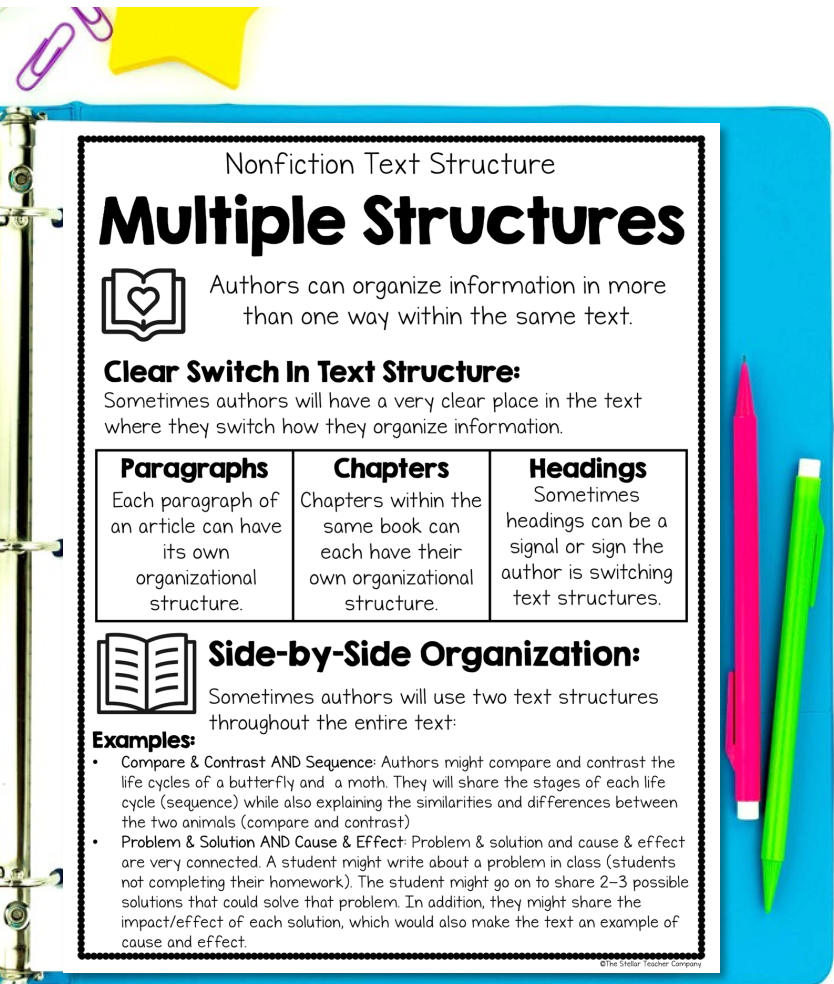 Nonfiction Text Structure
Multiple Structures
Authors can organize information in more
than one way within the same text.
Clear Switch In Text Structure:
Sometimes authors will have a very clear place in the text
where they switch how they organize information.
Paragraphs
Each paragraph of
an article can have
its own
organizational
structure.
Chapters
Chapters within the
same book can
each have their
own organizational
structure.
Headings
Sometimes
headings can be a
signal or sign the
author is switching
text structures.
Side-by-Side Organization:
Sometimes authors will use two text structures
throughout the entire text:
Examples:
• Compare & Contrast AND Sequence: Authors might compare and contrast the
life cycles of a butterfly and a moth. They will share the stages of each life
cycle (sequence) while also explaining the similarities and differences between
the two animals (compare and contrast)
• Problem & Solution AND Cause & Effect: Problem & solution and cause & effect
are very connected. A student might write about a problem in class (students
not completing their homework). The student might go on to share 2–3 possible
solutions that could solve that problem. In addition, they might share the
impact/effect of each solution, which would also make the text an example of
cause and effect.
©The Stellar Teacher Company